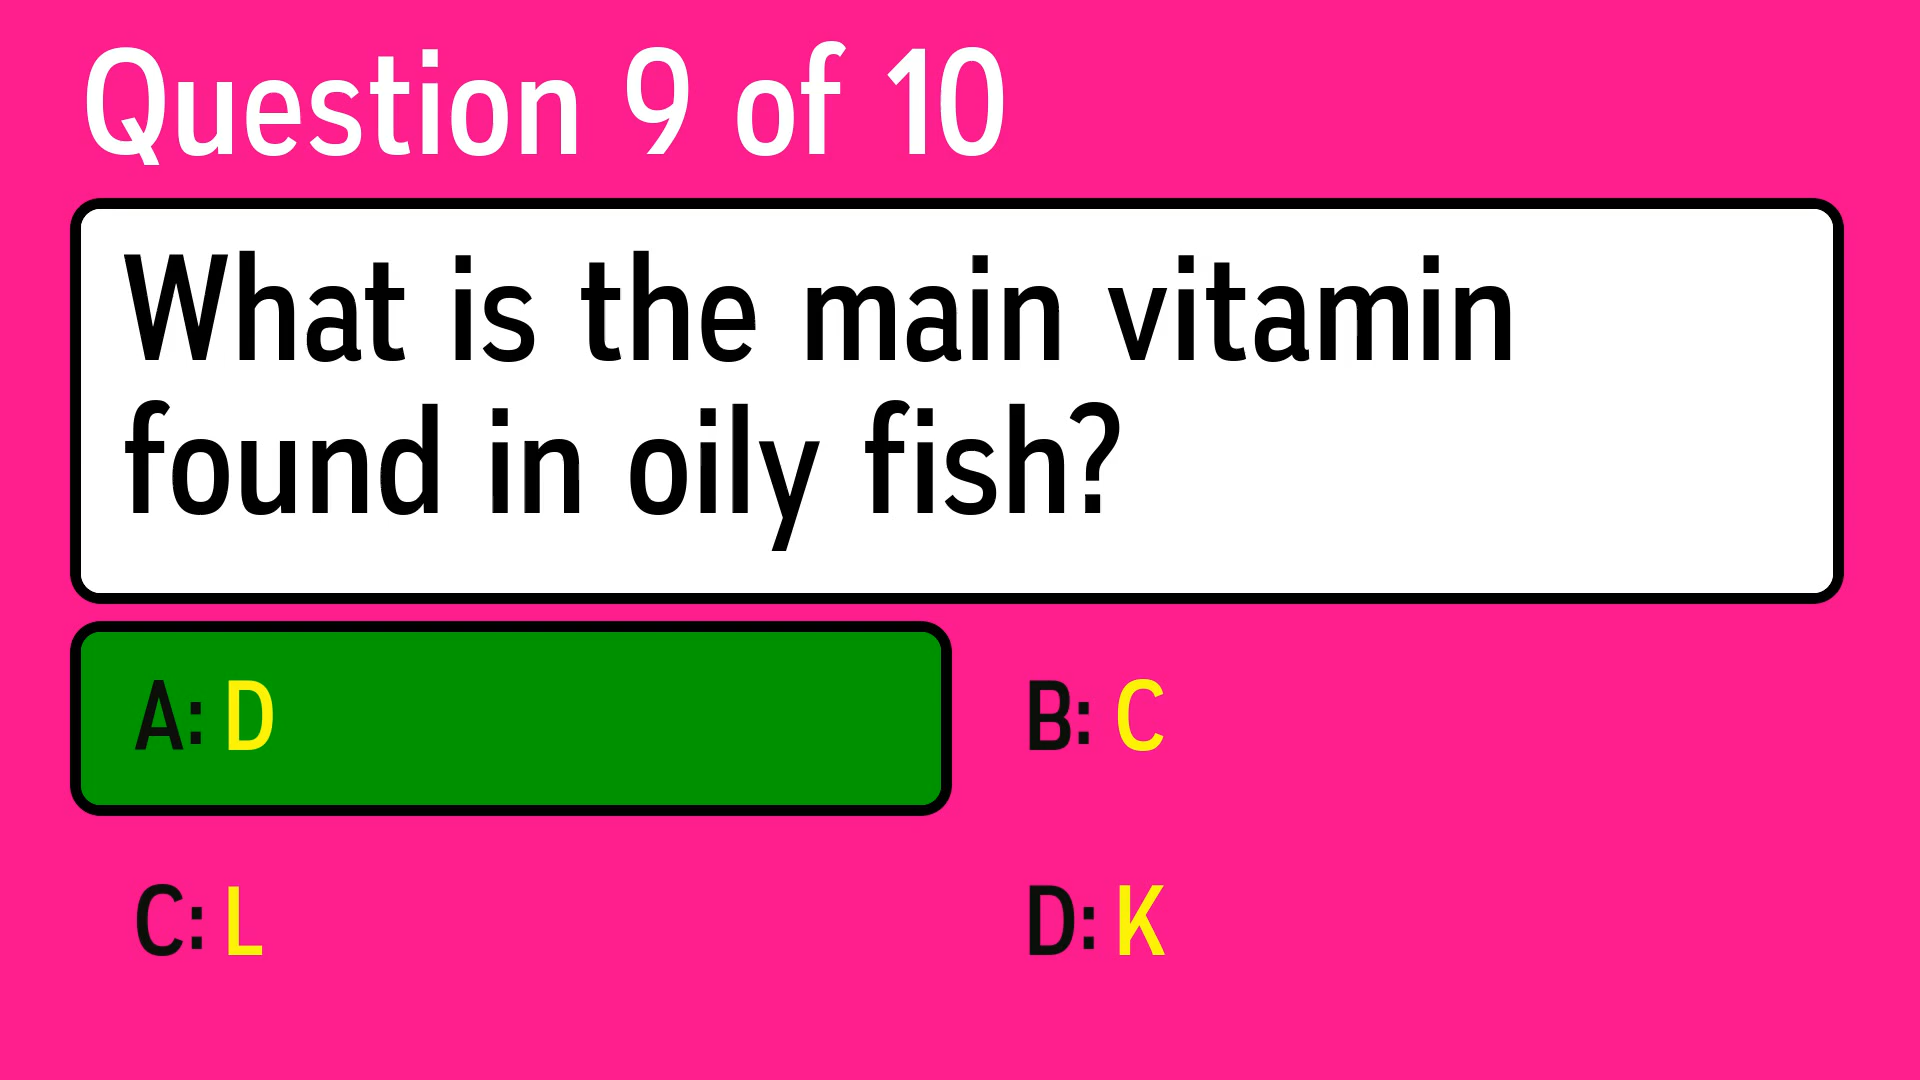 Question 9 of 10
What is the main vitamin
found in oily fish?
A: D
B: C
C: L
D: K